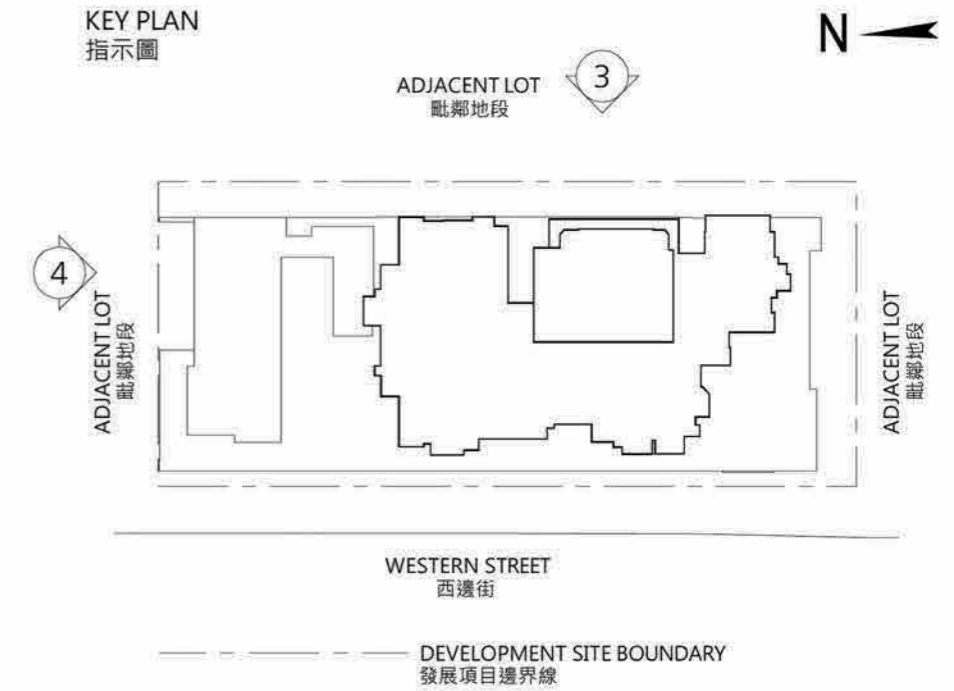 KEY PLAN
指示圖
N
ADJACENT LOT
毗鄰地段
3
4
ADJACENT LOT
毗鄰地段
ADJACENT LOT
毗鄰地段
WESTERN STREET
西邊街
DEVELOPMENT SITE BOUNDARY
發展項目邊界線